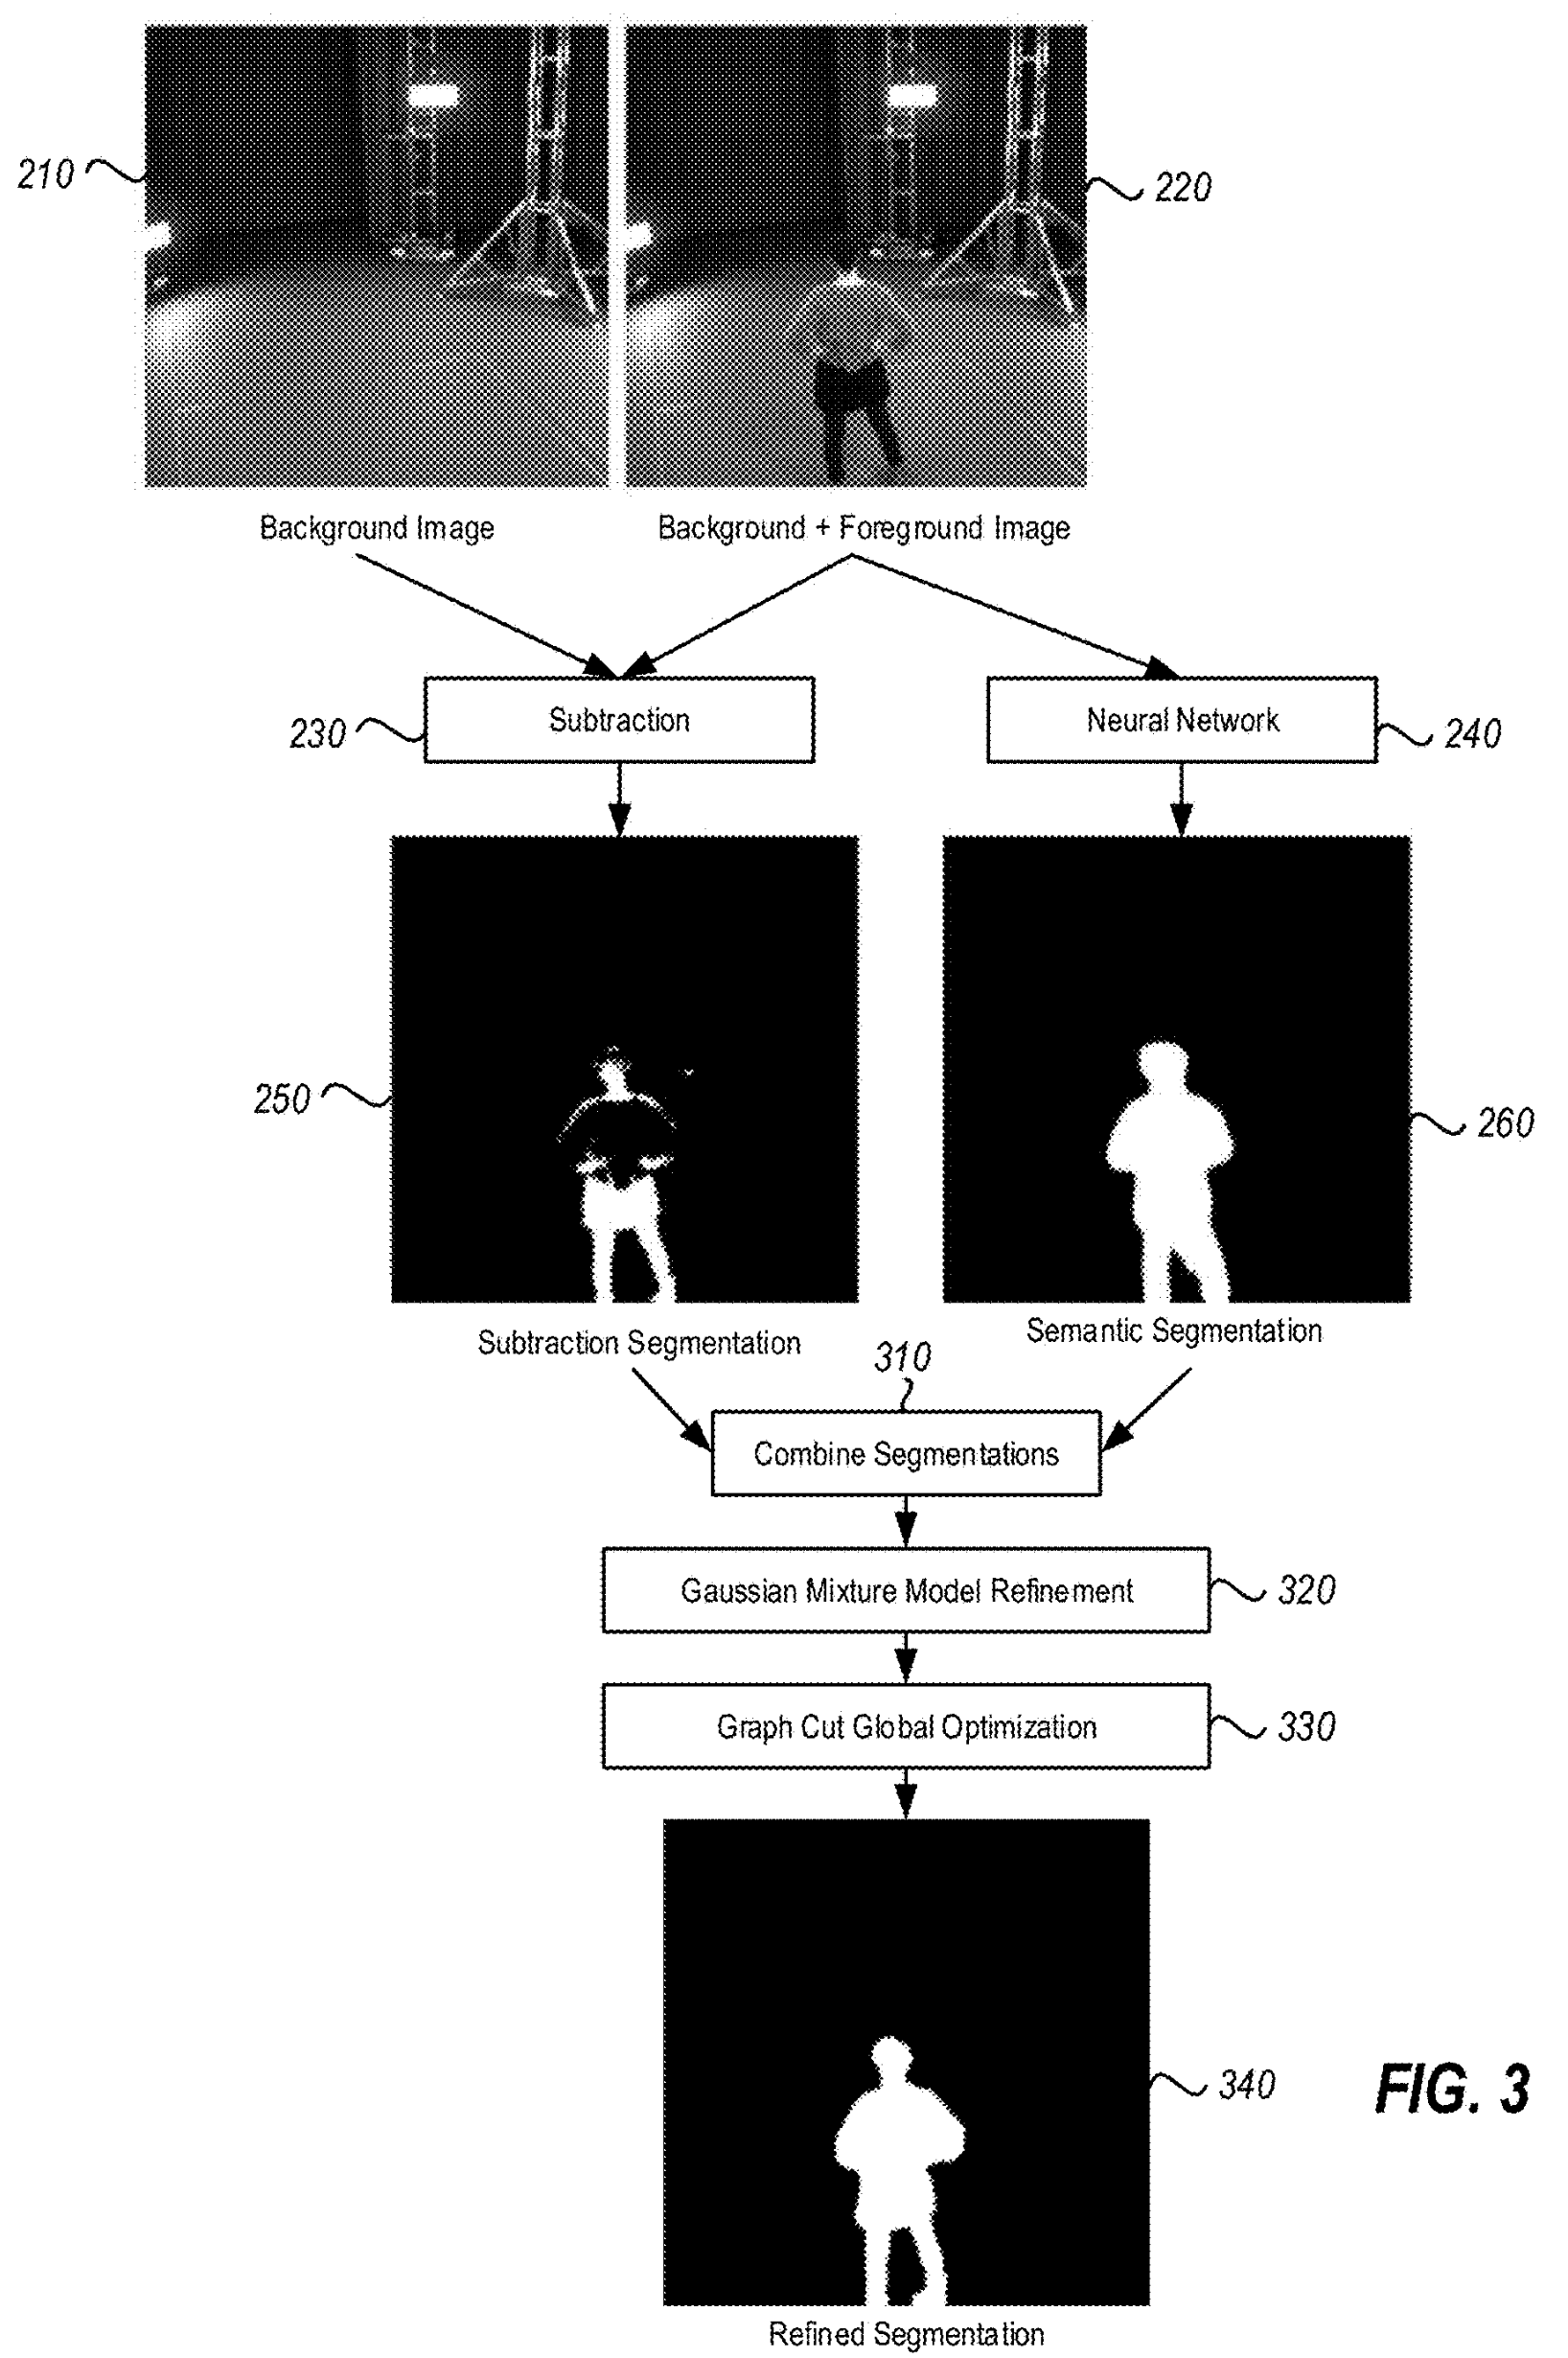 210
220
Background Image
Background + Foreground Image
230
Subtraction
Neural Network
240
250
260
Subtraction Segmentation
Semantic Segmentation
310
Combine Segmentations
Gaussian Mixture Model Refinement
320
Graph Cut Global Optimization
330
340
FIG. 3
Refined Segmentation